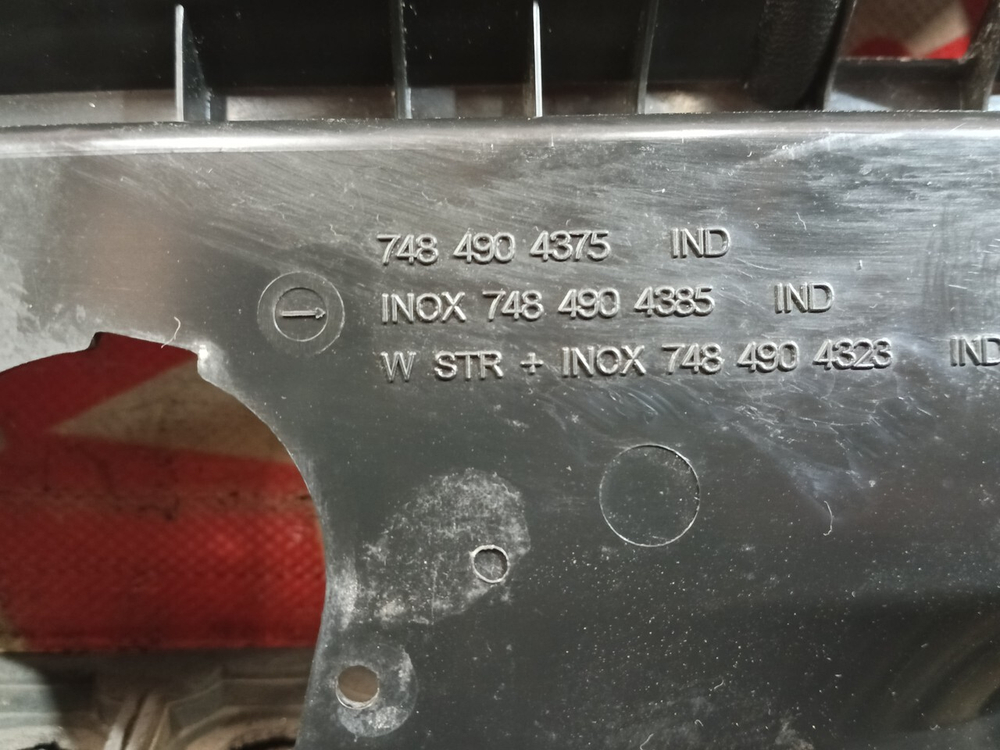 748 490 4375 IND
INOX 748 490 4385 IND
W STR + INOX 748 490 4323 IND